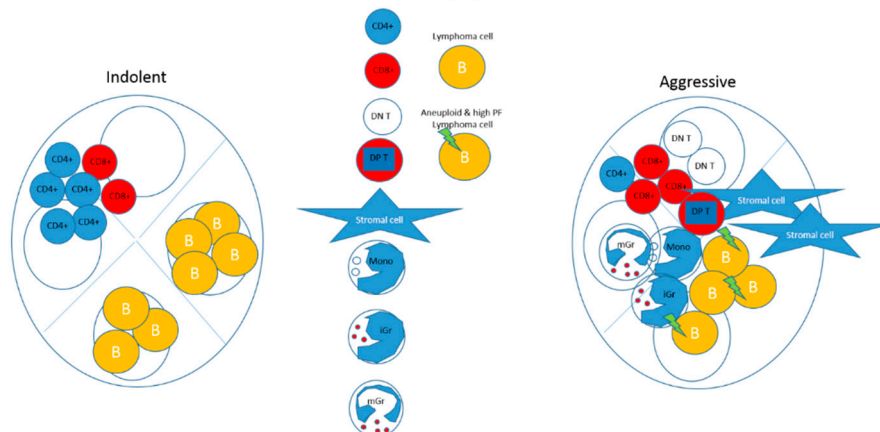 Indolent
CD4+
CD8+
CD4+
CD4+
CD8+
CD4+
CD4+
B
B
B
B
B
B
B
CD4+
CD8+
DN T
DP T
Stromal cell
Mono
iGr
mGr
Lymphoma cell
B
Aneuploid & high PF
Lymphoma cell
B
Aggressive
DN T
DN T
CD8+
CD4+
CD8+
CD8+
DP T
Stromal cell
Stromal cell
mGr
Mono
iGr
B
B
B
B